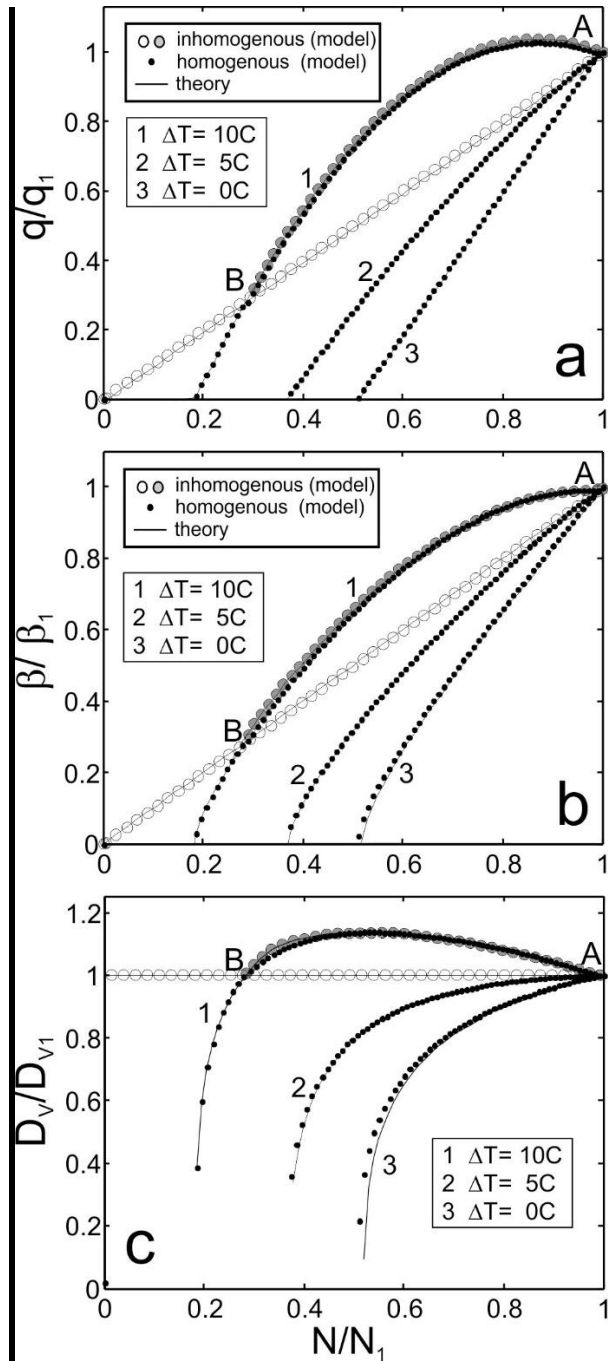 A
1
inhomogenous (model)
homogenous (model)
theory
0.8
1 ΔT= 10C
2 ΔT= 5C
3 ΔT= 0C
q/q1
0.6
1
0.4
B
2
0.2
3
a
0
0 0.2 0.4 0.6 0.8 1
A
1
inhomogenous (model)
homogenous (model)
theory
0.8
1 ΔT= 10C
2 ΔT= 5C
3 ΔT= 0C
1
β/β1
0.6
0.4
B
2
3
0.2
b
0
0 0.2 0.4 0.6 0.8 1
1.2
B
A
1
1
0.8
2
Dv/Dv1
0.6
3
0.4
1 ΔT= 10C
2 ΔT= 5C
3 ΔT= 0C
0.2
c
0
0 0.2 0.4 0.6 0.8 1
N/N1